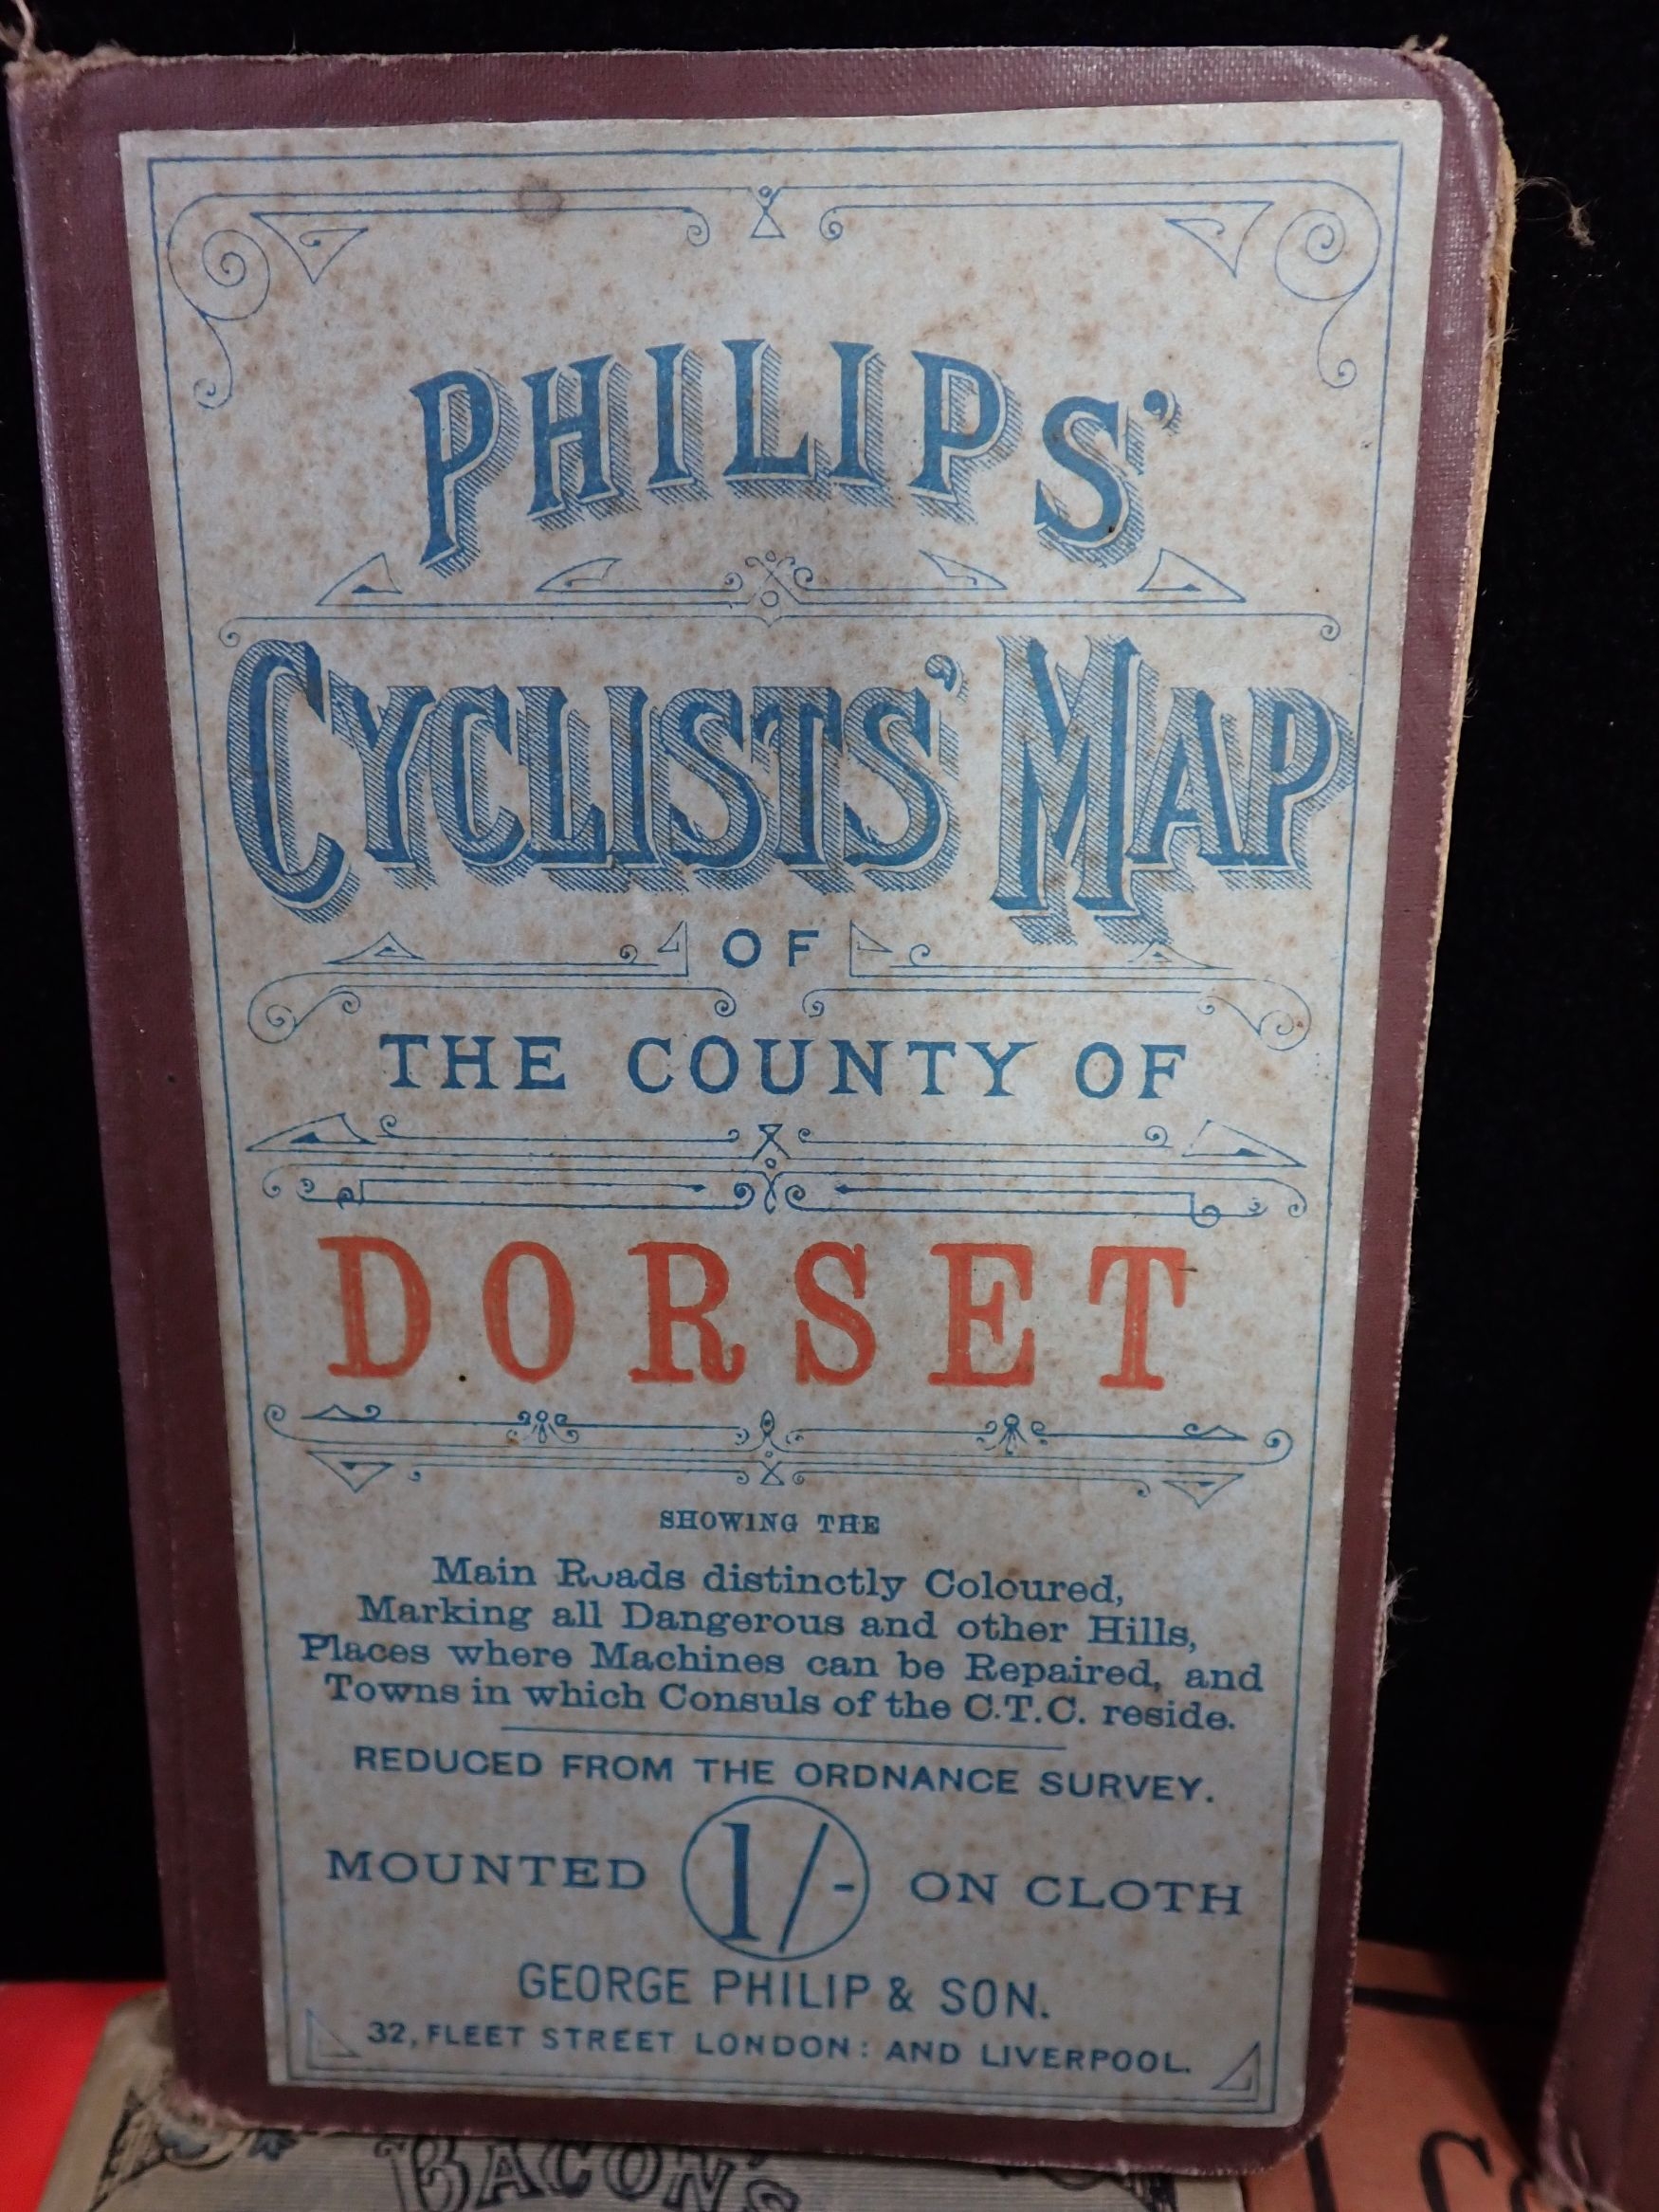 PHILIPS'
CYCLISTS' MAP
OF
THE COUNTY OF
DORSET
SHOWING THE
Main Roads distinctly Coloured,
Marking all Dangerous and other Hills,
Places where Machines can be Repaired, and
Towns in which Consuls of the C.T.C. reside.
REDUCED FROM THE ORDNANCE SURVEY.
MOUNTED 1/- ON CLOTH
GEORGE PHILIP & SON.
32, FLEET STREET LONDON: AND LIVERPOOL.
BACON'S